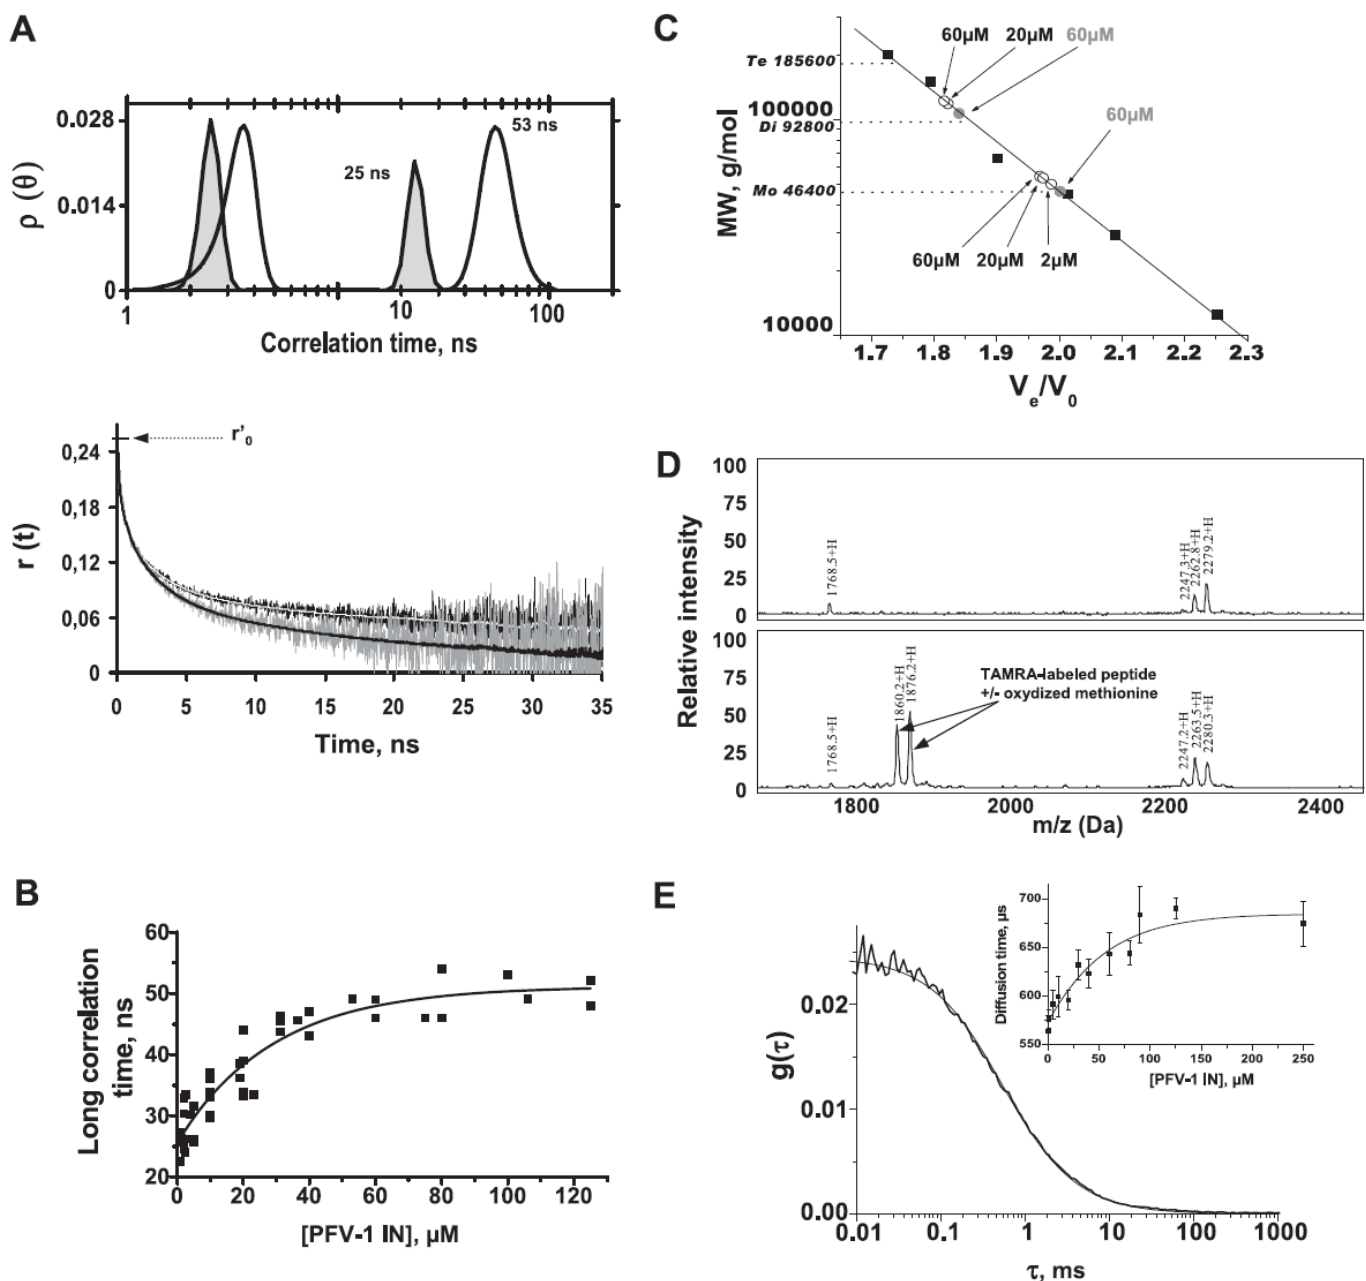 A
0.028
0.014
0
ρ (θ)
25 ns
53 ns
1
10
100
Correlation time, ns
r'₀
0,24
0,18
0,12
0,06
0
r (t)
0
5
10
15
20
25
30
35
Time, ns
B
60
50
40
30
20
Long correlation
time, ns
0
20
40
60
80
100
120
[PFV-1 IN], µM
C
60µM
20µM
60µM
Te 185600
100000
Di 92800
60µM
Mo 46400
60µM
20µM
2µM
10000
MW, g/mol
1.7
1.8
1.9
2.0
2.1
2.2
2.3
Vₑ/V₀
D
100
75
50
25
0
1768.5+H
2247.3+H
2262.8+H
2279.2+H
Relative intensity
100
75
50
25
0
1768.5+H
1860.2+H
1876.2+H
TAMRA-labeled peptide
+/- oxydized methionine
2247.2+H
2263.5+H
2280.3+H
1800
2000
2200
2400
m/z (Da)
E
0.02
0.01
0.00
g(τ)
0.01
0.1
1
10
100
1000
τ, ms
700
650
600
550
Diffusion time, µs
0
50
100
150
200
250
[PFV-1 IN], µM